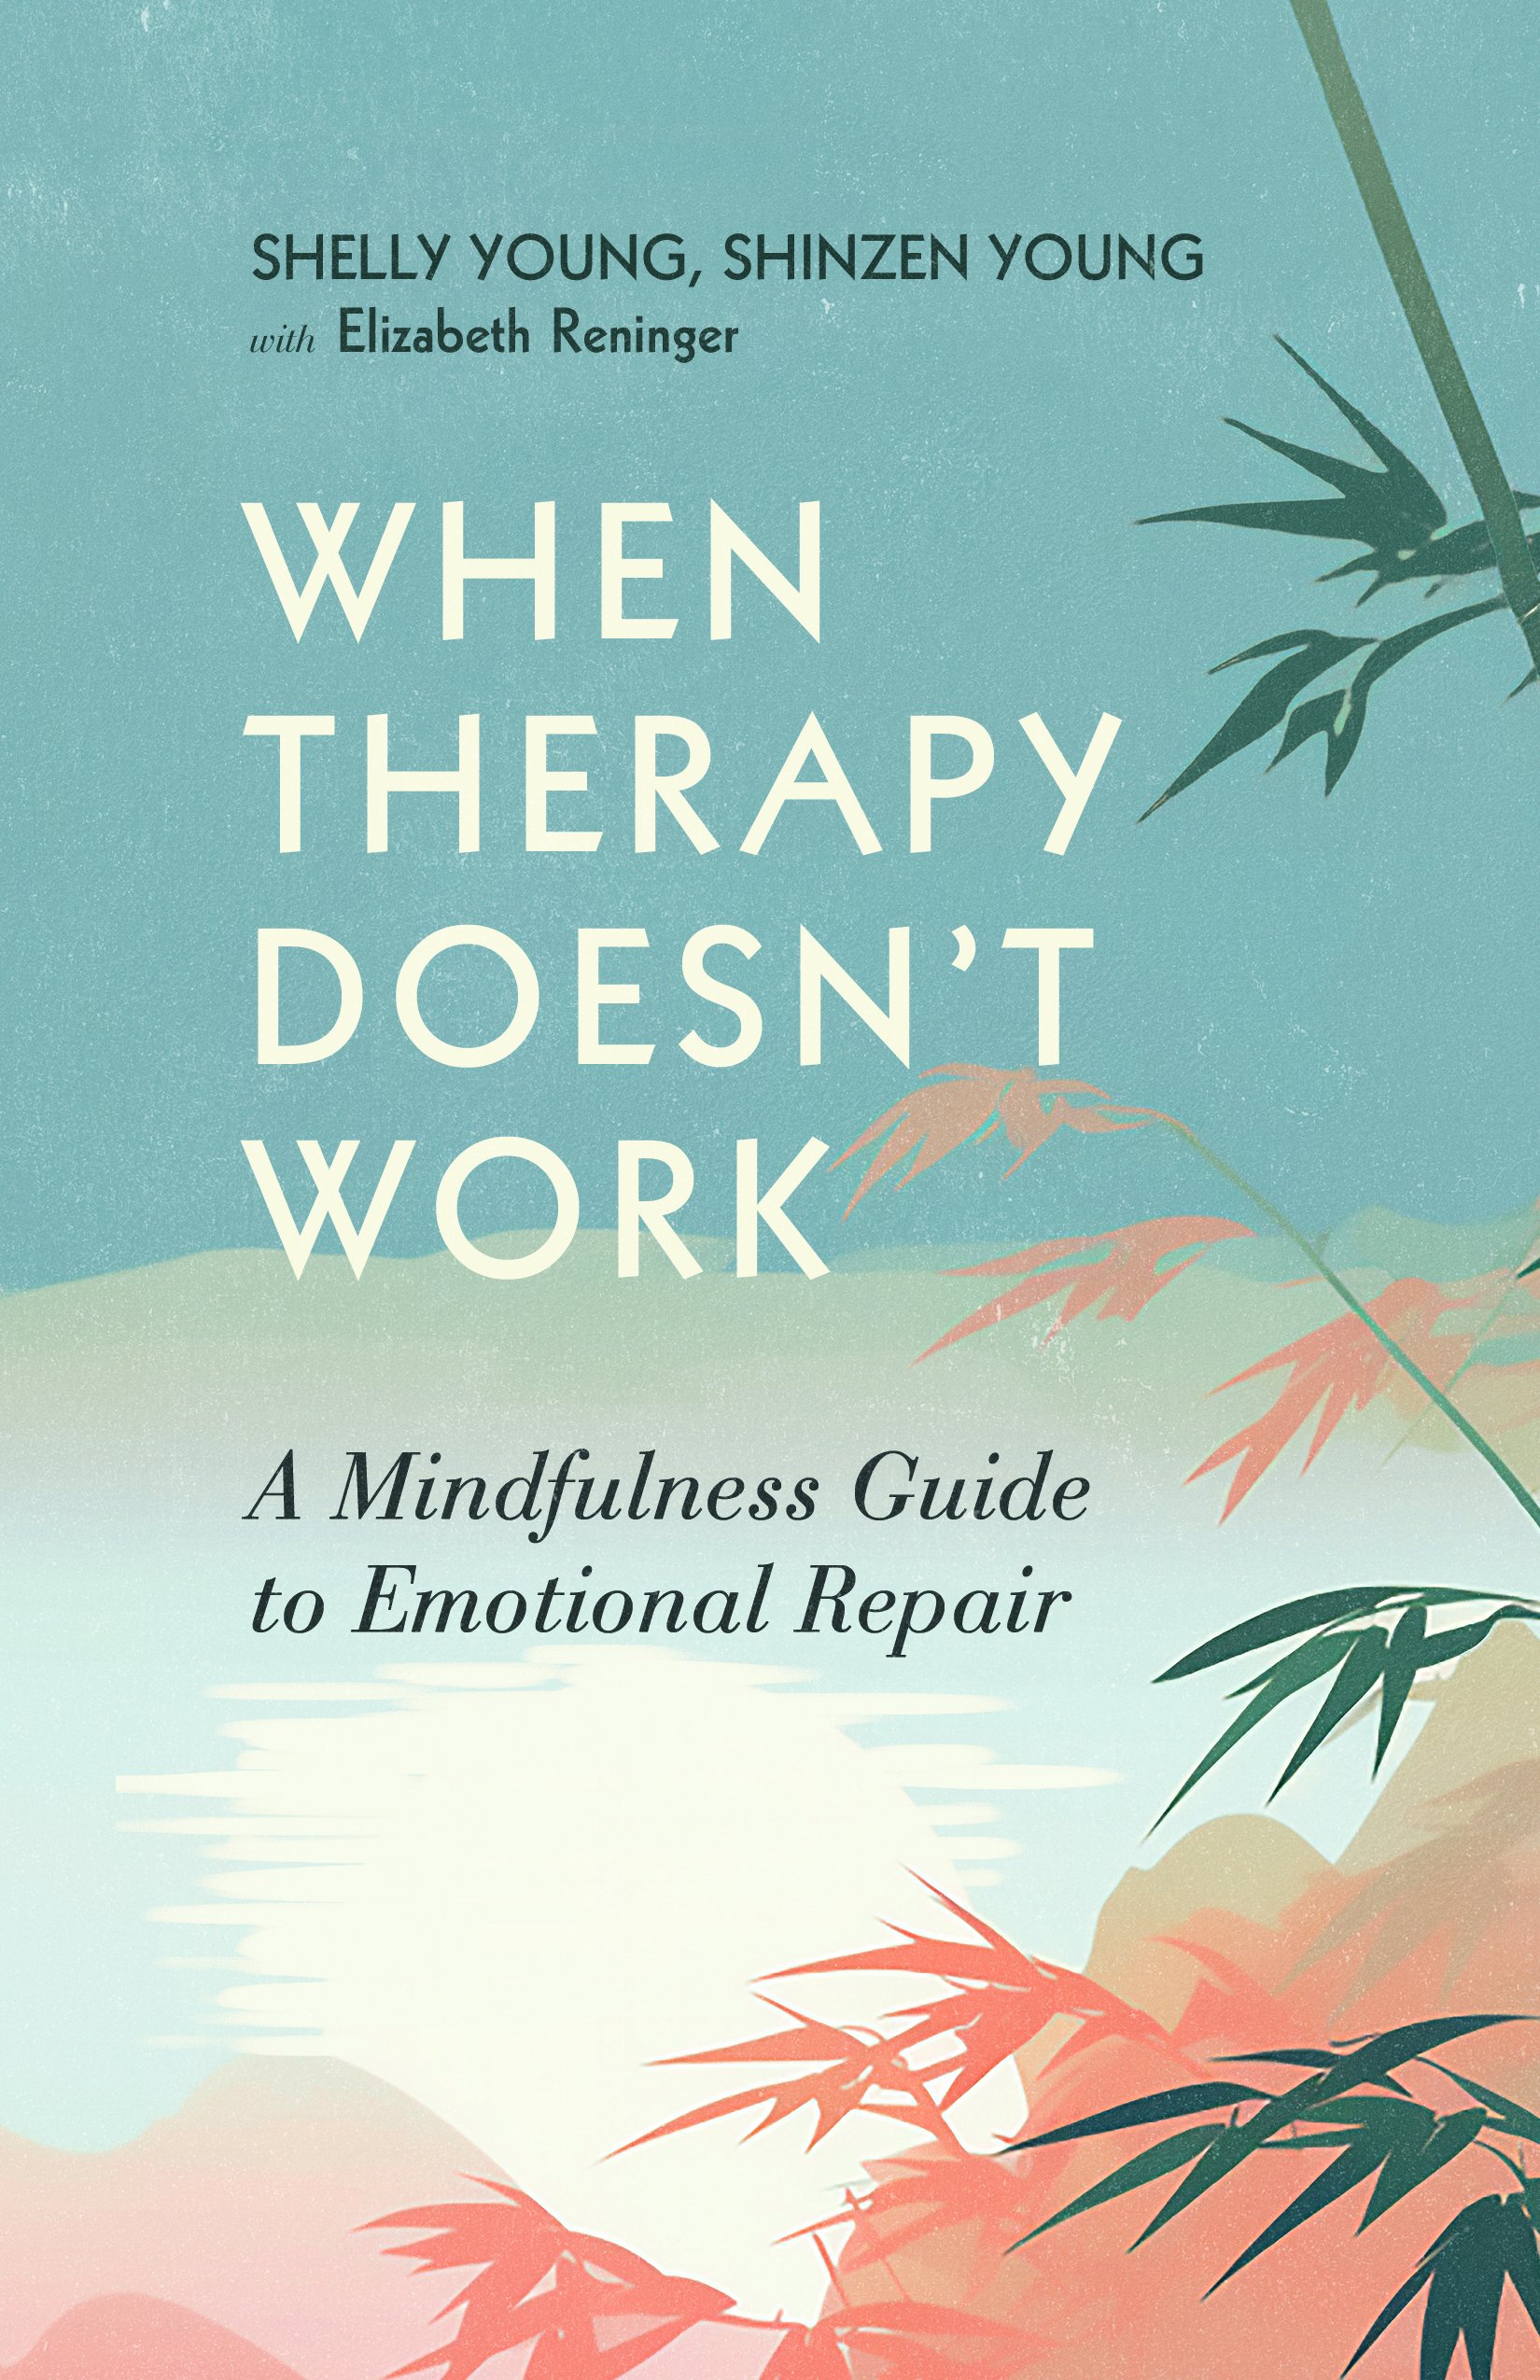 SHELLY YOUNG, SHINZEN YOUNG
with Elizabeth Reninger
WHEN
THERAPY
DOESN’T
WORK
A Mindfulness Guide
to Emotional Repair